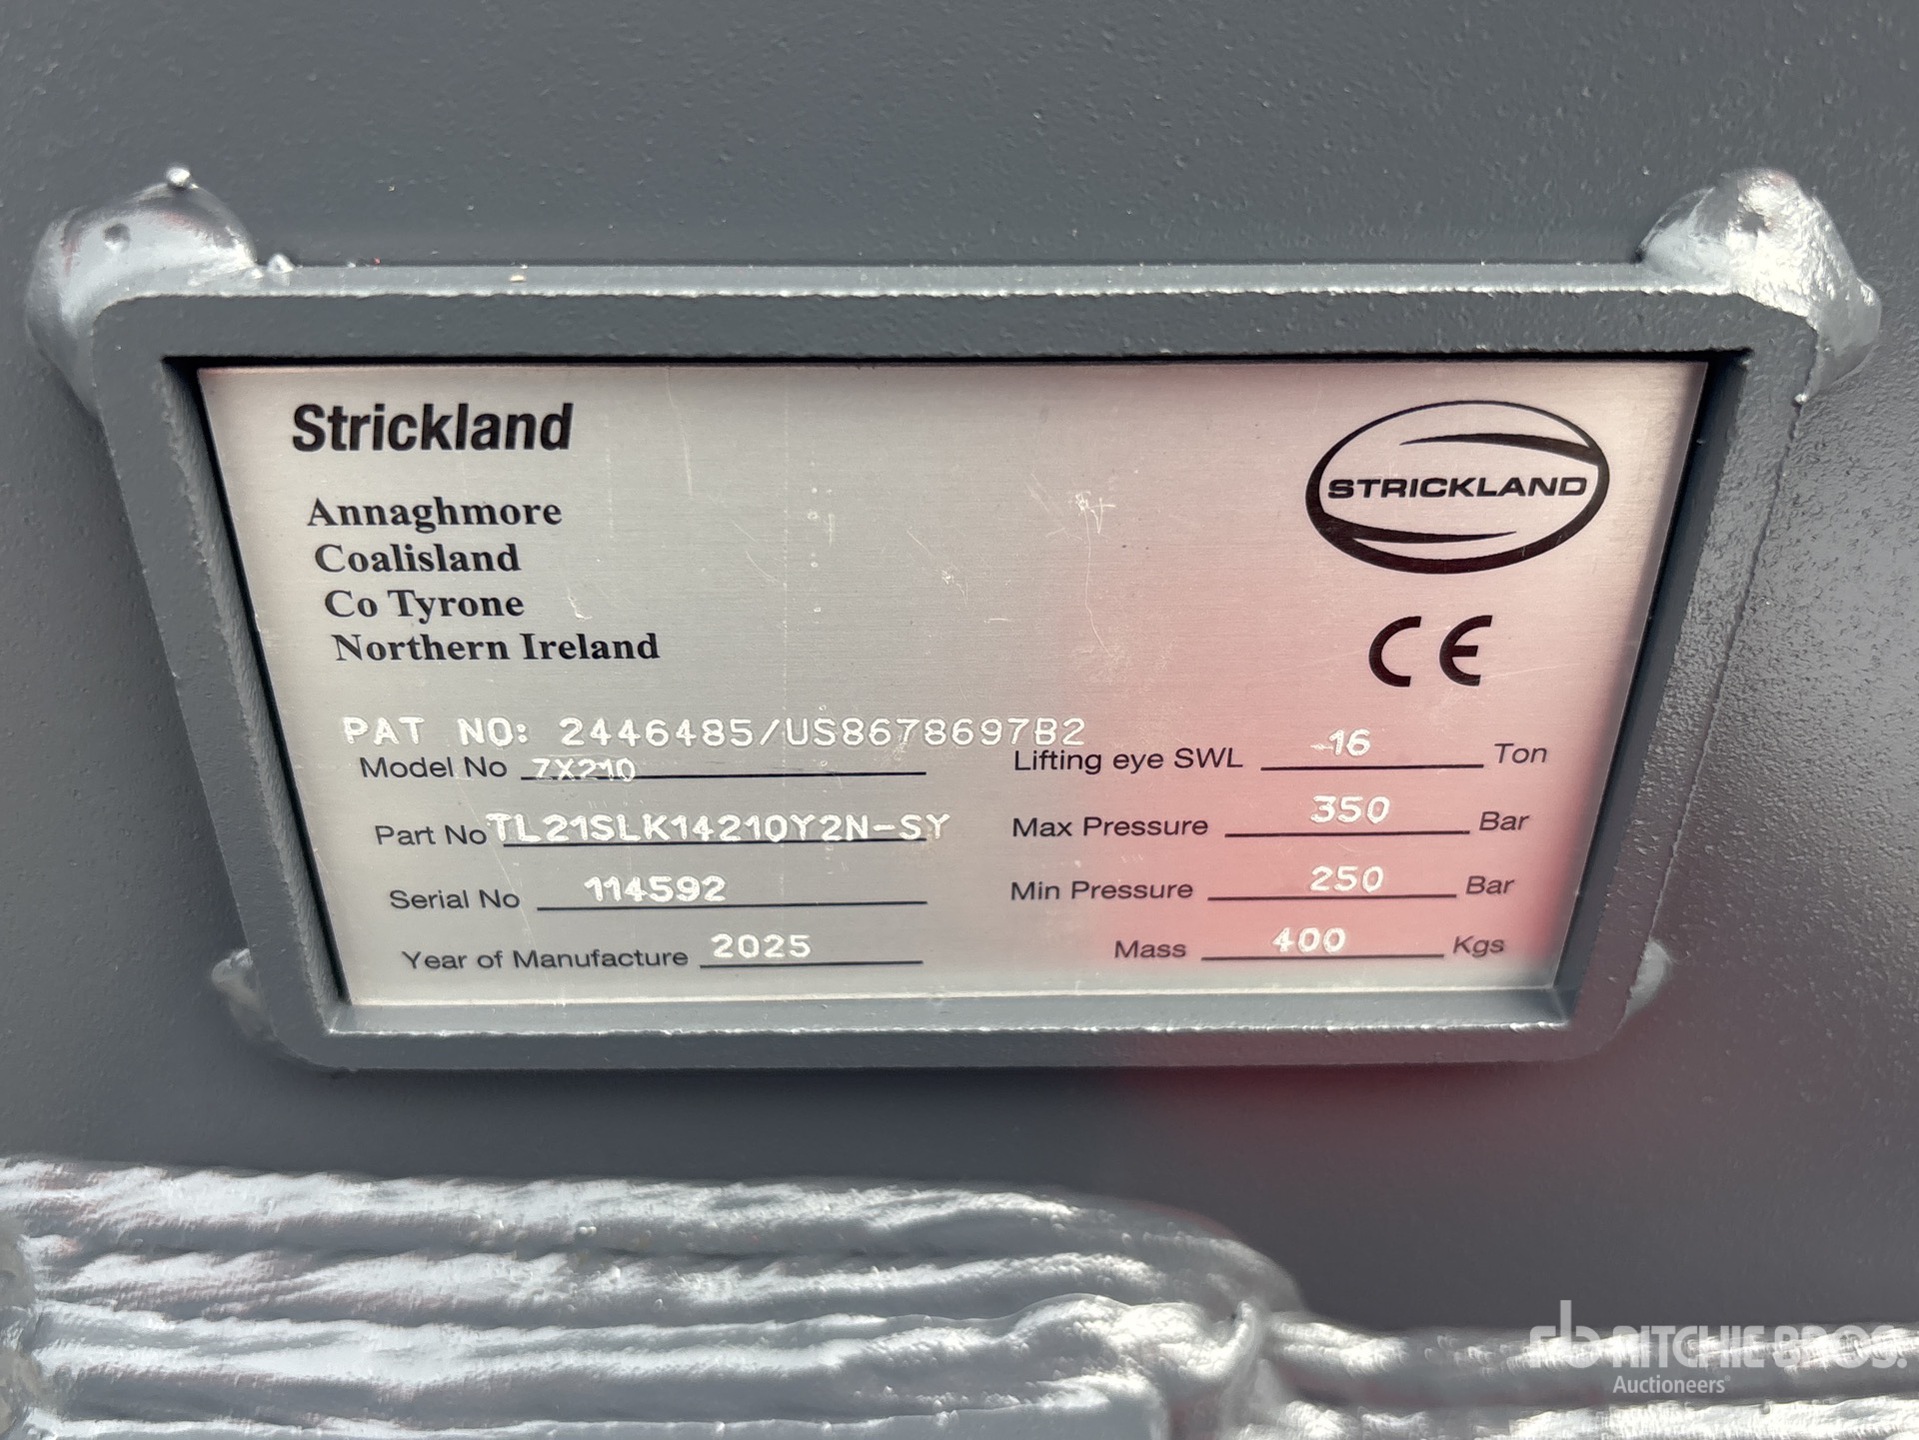 Strickland
STRICKLAND
Annaghmore
Coalisland
Co Tyrone
Northern Ireland
CE
PAT NO: 2446485/US8678697B2
Model No ZX210
Lifting eye SWL 16 Ton
Part No TL21SLK14210Y2N-SY
Max Pressure 350 Bar
Serial No 114592
Min Pressure 250 Bar
Year of Manufacture 2025
Mass 400 Kgs
rb RITCHIE BROS.
Auctioneers